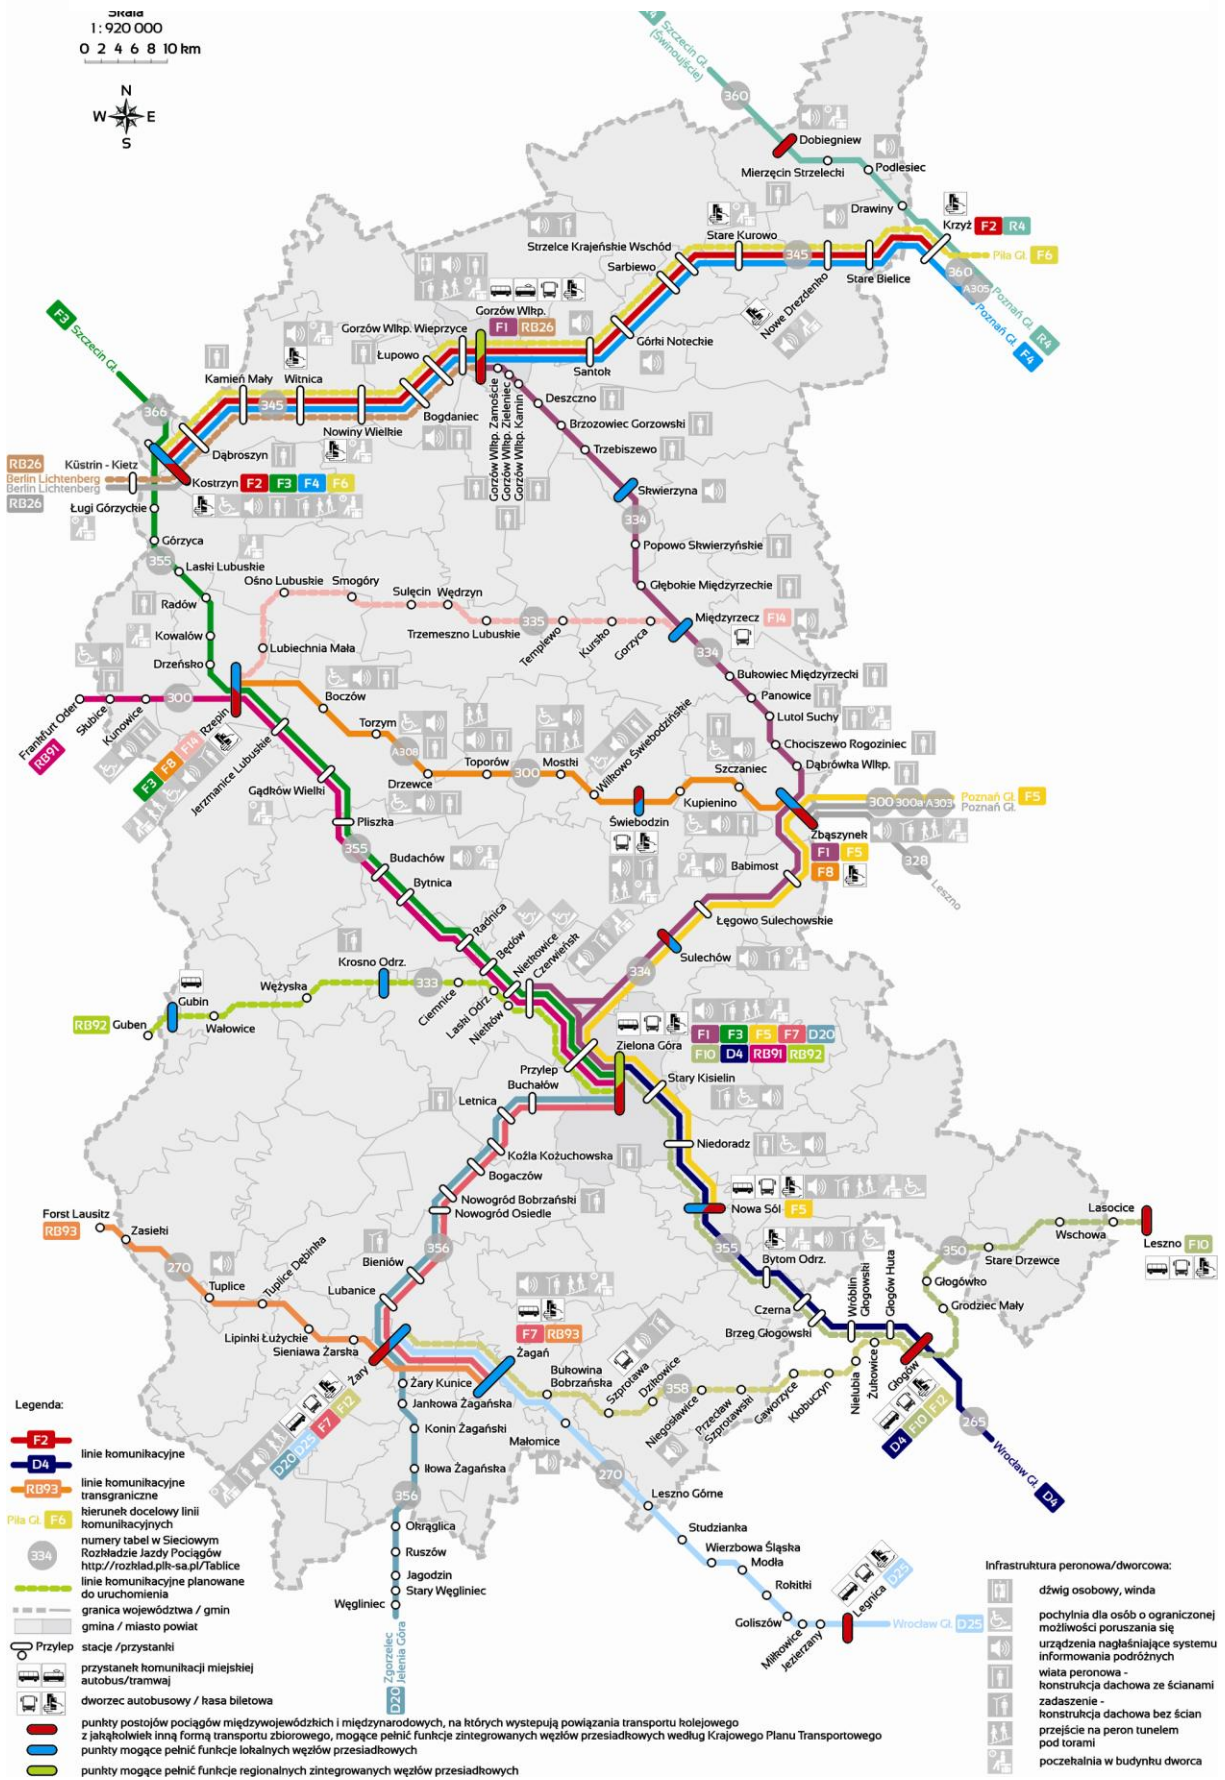 Skala
1 : 920 000
0 2 4 6 8 10 km
N
W E
S
Szczecin Gł.
(Świnoujście)
360
Dobiegniew
Mierzęcin Strzelecki
Podlesiec
Drawiny
Krzyż F2 R4
Piła Gł. F6
360
A305
Poznań Gł. R4
Poznań Gł. F4
Stare Kurowo
Strzelce Krajeńskie Wschód
Sarbiewo
345
Stare Bielice
Nowe Drezdenko
Górki Noteckie
Santok
Gorzów Wlkp.
F1 RB26
Gorzów Wlkp. Wieprzyce
Łupowo
Bogdaniec
F3 Szczecin Gł.
366
Kamień Mały
345
Witnica
Nowiny Wielkie
Dąbroszyn
RB26
Küstrin - Kietz
Berlin Lichtenberg
Berlin Lichtenberg
RB26
Kostrzyn F2 F3 F4 F6
Gorzów Wlkp. Zamoście
Gorzów Wlkp. Zieleniec
Gorzów Wlkp. Karnin
Deszczno
Brzozowiec Gorzowski
Trzebiszewo
Skwierzyna
334
Popowo Skwierzyńskie
Głębokie Międzyrzeckie
Międzyrzecz F14
334
Bukowiec Międzyrzecki
Panowice
Lutol Suchy
Chociszewo Rogoziniec
Dąbrówka Wlkp.
Ługi Górzyckie
Górzyca
355
Laski Lubuskie
Radów
Kowalów
Drzeńsko
Ośno Lubuskie
Smogóry
Sulęcin
Wędrzyn
Trzemeszno Lubuskie
335
Templewo
Kursko
Gorzyca
Lubiechnia Mała
Frankfurt Oder
RB91
Słubice
Kunowice
300
Rzepin
F3 F8 F14
Jerzmanice Lubuskie
Boczów
Torzym
A308
Drzewce
Toporów
300
Mostki
Wilkowo Świebodzińskie
Świebodzin
Kupienino
Szczaniec
Zbąszynek
F1 F5
F8
300 300a A303
Poznań Gł. F5
Poznań Gł.
328
Leszno
Gądków Wielki
Pliszka
355
Budachów
Bytnica
Radnica
Będów
Nietkowice
Czerwieńsk
Babimost
Łęgowo Sulechowskie
Sulechów
334
Krosno Odrz.
333
Ciemnice
Laski Odrz.
Nietków
Wężyska
Gubin
Wałowice
RB92 Guben
Zielona Góra
F1 F3 F5 F7 D20
F10 D4 RB91 RB92
Przylep
Buchałów
Letnica
Stary Kisielin
Niedoradz
Koźla Kożuchowska
Bogaczów
Nowogród Bobrzański
Nowogród Osiedle
356
Bieniów
Lubanice
Nowa Sól F5
355
Bytom Odrz.
Czerna
Brzeg Głogowski
Wróblin Głogowski
Głogów Huta
Głogów
D4 F10 F12
Żukowice
Nielubia
Kłobuczyn
Gaworzyce
Przecław Szprotawski
Niegosławice
358
Dzikowice
Szprotawa
Bukowina
Bobrzańska
350
Głogówko
Grodziec Mały
Stare Drzewce
Wschowa
Lasocice
Leszno F10
265
Wrocław Gł. D4
Forst Lausitz
RB93
Zasieki
270
Tuplice
Tuplice Dębinka
Lipinki Łużyckie
Sieniawa Żarska
Żary
D20 D25 F7 F12
F7 RB93
Żagań
Żary Kunice
Jankowa Żagańska
Konin Żagański
Iłowa Żagańska
356
Okrąglica
Ruszów
Jagodzin
Stary Węgliniec
Węgliniec
D20 Zgorzelec
Jelenia Góra
Małomice
270
Leszno Górne
Studzianka
Wierzbowa Śląska
Modła
Rokitki
Goliszów
Miłkowice
Jezierzany
Legnica D25
Wrocław Gł. D25
Legenda:
F2
D4
linie komunikacyjne
RB93
linie komunikacyjne
transgraniczne
Piła Gł. F6
kierunek docelowy linii
komunikacyjnych
334
numery tabel w Sieciowym
Rozkładzie Jazdy Pociągów
http://rozklad.plk-sa.pl/Tablice
linie komunikacyjne planowane
do uruchomienia
granica województwa / gmin
gmina / miasto powiat
Przylep stacje /przystanki
przystanek komunikacji miejskiej
autobus/tramwaj
dworzec autobusowy / kasa biletowa
punkty postojów pociągów międzywojewódzkich i międzynarodowych, na których wystepują powiązania transportu kolejowego
z jakąkolwiek inną formą transportu zbiorowego, mogące pełnić funkcje zintegrowanych węzłów przesiadkowych według Krajowego Planu Transportowego
punkty mogące pełnić funkcje lokalnych węzłów przesiadkowych
punkty mogące pełnić funkcje regionalnych zintegrowanych węzłów przesiadkowych
Infrastruktura peronowa/dworcowa:
dźwig osobowy, winda
pochylnia dla osób o ograniczonej
możliwości poruszania się
urządzenia nagłaśniające systemu
informowania podróżnych
wiata peronowa -
konstrukcja dachowa ze ścianami
zadaszenie -
konstrukcja dachowa bez ścian
przejście na peron tunelem
pod torami
poczekalnia w budynku dworca